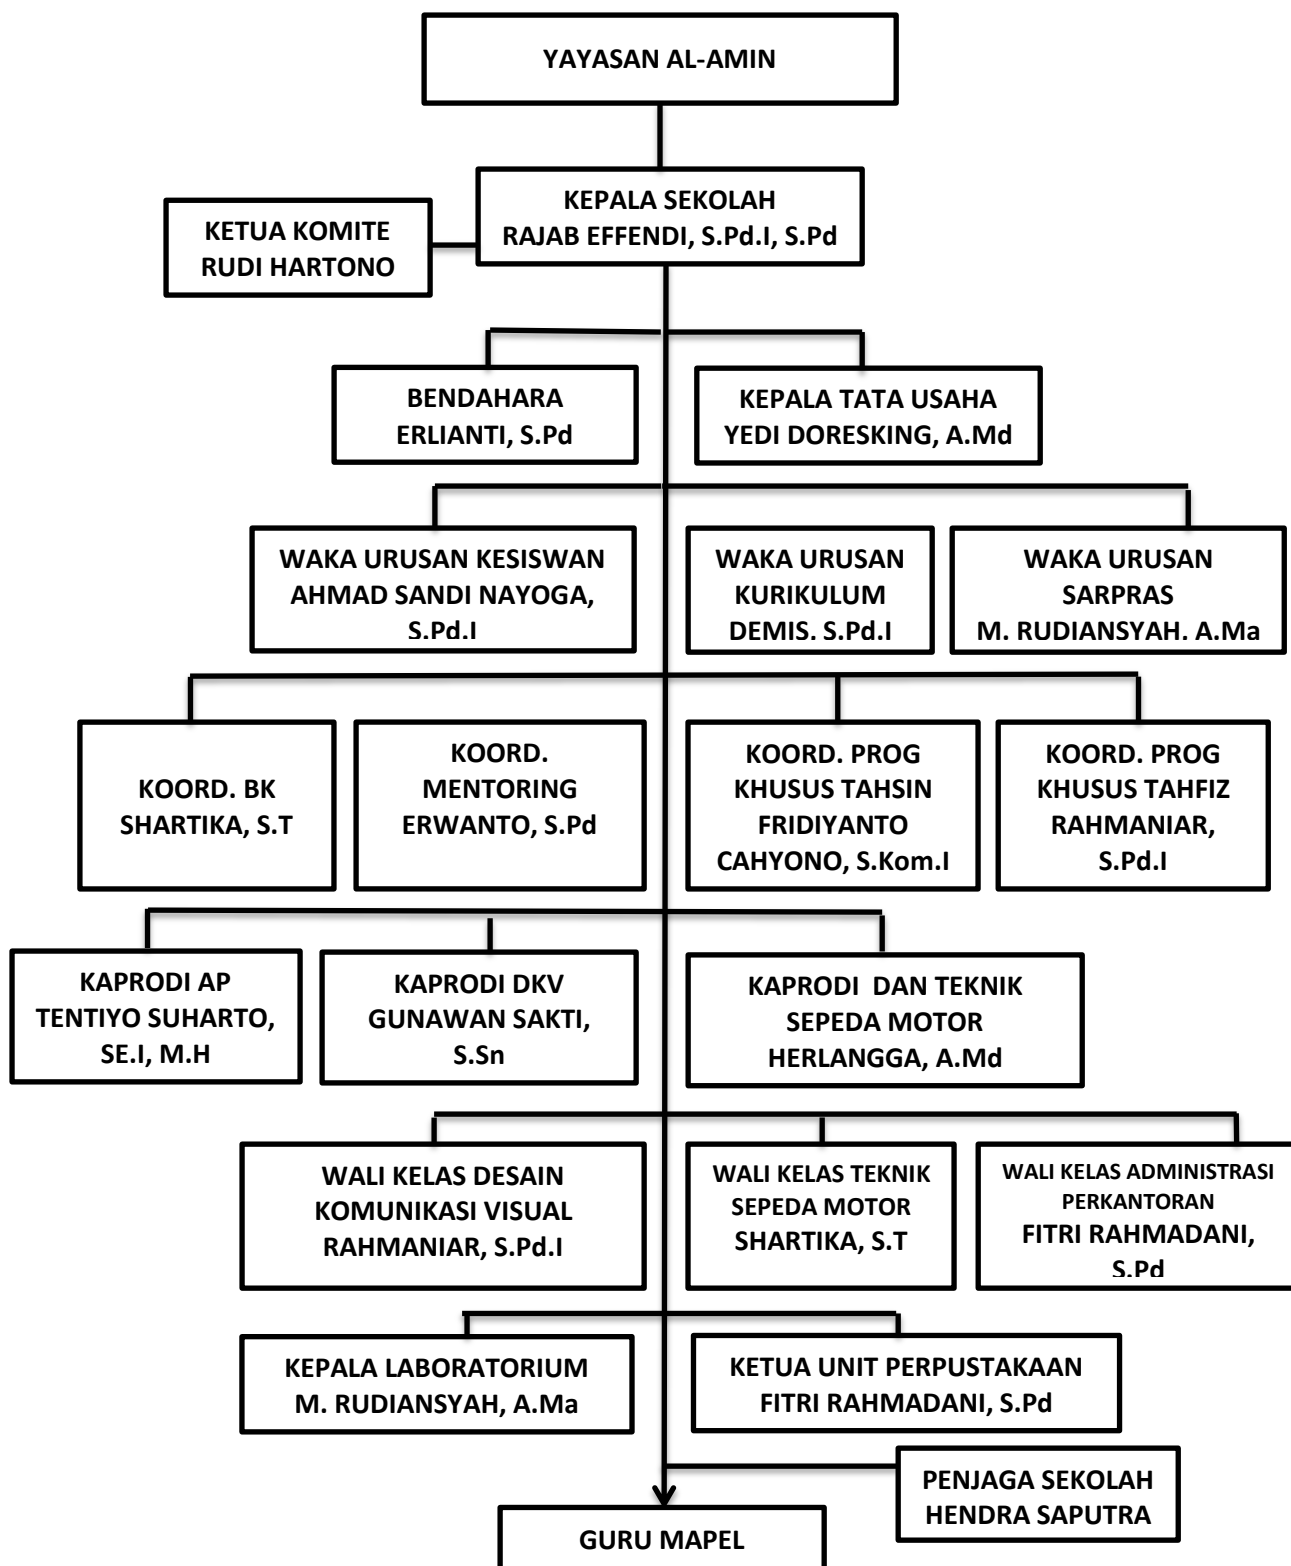 YAYASAN AL-AMIN
KEPALA SEKOLAH
RAJAB EFFENDI, S.Pd.I, S.Pd
KETUA KOMITE
RUDI HARTONO
BENDAHARA
ERLIANTI, S.Pd
KEPALA TATA USAHA
YEDI DORESKING, A.Md
WAKA URUSAN KESISWAN
AHMAD SANDI NAYOGA,
S.Pd.I
WAKA URUSAN
KURIKULUM
DEMIS. S.Pd.I
WAKA URUSAN
SARPRAS
M. RUDIANSYAH. A.Ma
KOORD. BK
SHARTIKA, S.T
KOORD.
MENTORING
ERWANTO, S.Pd
KOORD. PROG
KHUSUS TAHSIN
FRIDIYANTO
CAHYONO, S.Kom.I
KOORD. PROG
KHUSUS TAHFIZ
RAHMANIAR,
S.Pd.I
KAPRODI AP
TENTIYO SUHARTO,
SE.I, M.H
KAPRODI DKV
GUNAWAN SAKTI,
S.Sn
KAPRODI  DAN TEKNIK
SEPEDA MOTOR
HERLANGGA, A.Md
WALI KELAS DESAIN
KOMUNIKASI VISUAL
RAHMANIAR, S.Pd.I
WALI KELAS TEKNIK
SEPEDA MOTOR
SHARTIKA, S.T
WALI KELAS ADMINISTRASI
PERKANTORAN
FITRI RAHMADANI,
S.Pd
KEPALA LABORATORIUM
M. RUDIANSYAH, A.Ma
KETUA UNIT PERPUSTAKAAN
FITRI RAHMADANI, S.Pd
PENJAGA SEKOLAH
HENDRA SAPUTRA
GURU MAPEL